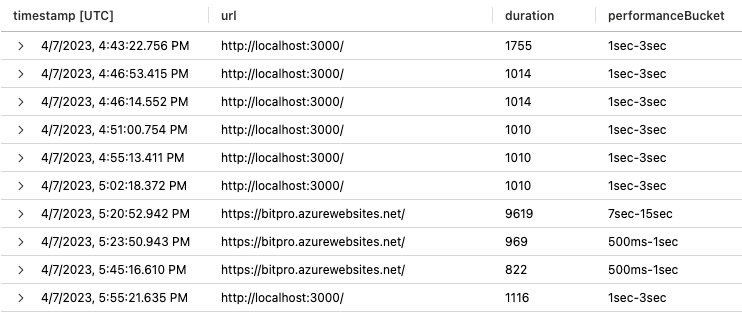 timestamp [UTC] url duration performanceBucket
4/7/2023, 4:43:22.756 PM http://localhost:3000/ 1755 1sec-3sec
4/7/2023, 4:46:53.415 PM http://localhost:3000/ 1014 1sec-3sec
4/7/2023, 4:46:14.552 PM http://localhost:3000/ 1014 1sec-3sec
4/7/2023, 4:51:00.754 PM http://localhost:3000/ 1010 1sec-3sec
4/7/2023, 4:55:13.411 PM http://localhost:3000/ 1010 1sec-3sec
4/7/2023, 5:02:18.372 PM http://localhost:3000/ 1010 1sec-3sec
4/7/2023, 5:20:52.942 PM https://bitpro.azurewebsites.net/ 9619 7sec-15sec
4/7/2023, 5:23:50.943 PM https://bitpro.azurewebsites.net/ 969 500ms-1sec
4/7/2023, 5:45:16.610 PM https://bitpro.azurewebsites.net/ 822 500ms-1sec
4/7/2023, 5:55:21.635 PM http://localhost:3000/ 1116 1sec-3sec